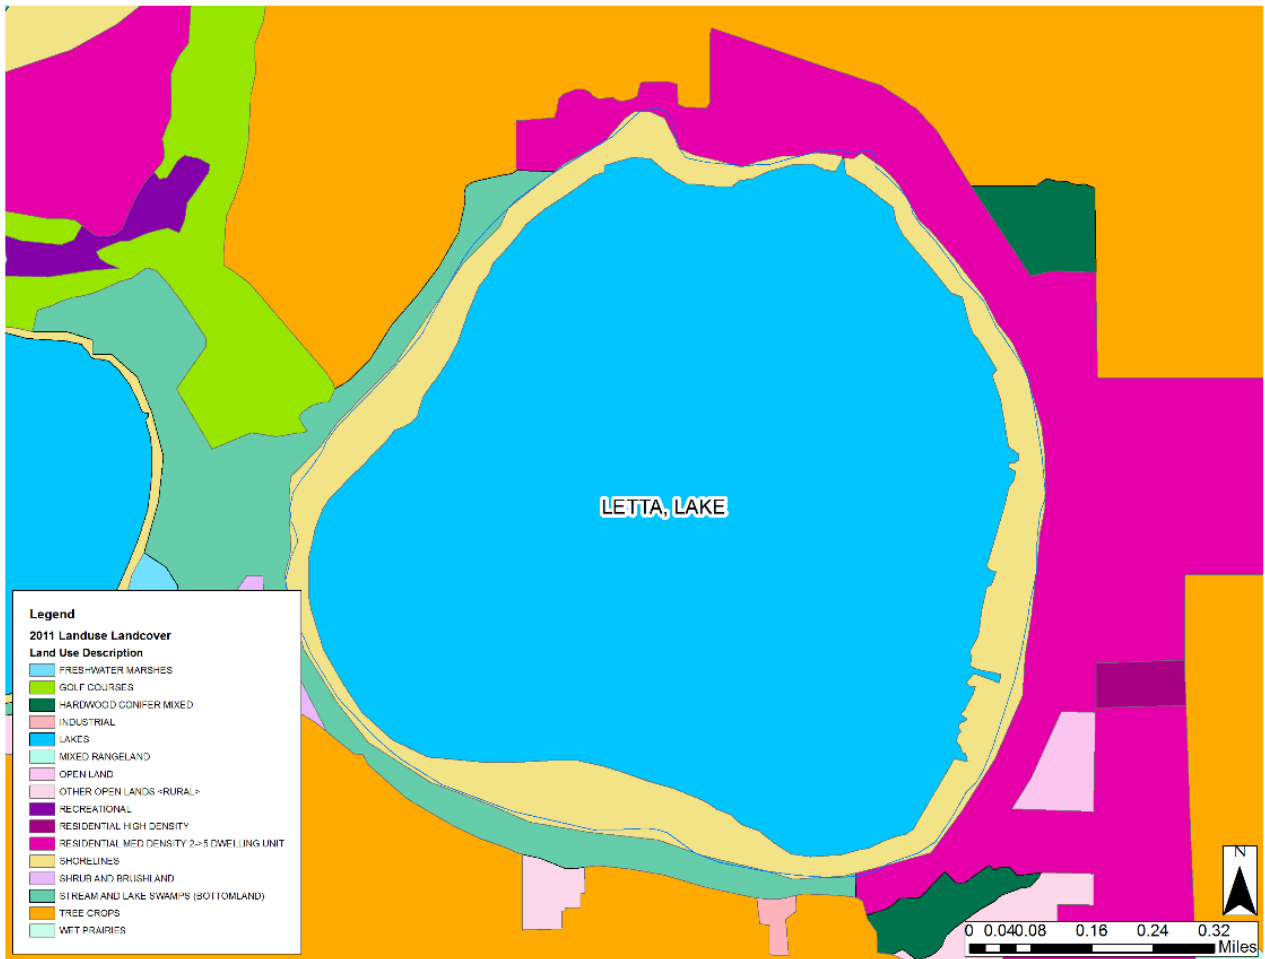 LETTA, LAKE
Legend
2011 Landuse Landcover
Land Use Description
FRESHWATER MARSHES
GOLF COURSES
HARDWOOD CONIFER MIXED
INDUSTRIAL
LAKES
MIXED RANGELAND
OPEN LAND
OTHER OPEN LANDS <RURAL>
RECREATIONAL
RESIDENTIAL HIGH DENSITY
RESIDENTIAL MED DENSITY 2->5 DWELLING UNIT
SHORELINES
SHRUB AND BRUSHLAND
STREAM AND LAKE SWAMPS (BOTTOMLAND)
TREE CROPS
WET PRAIRIES
N
0 0.04 0.08 0.16 0.24 0.32
Miles